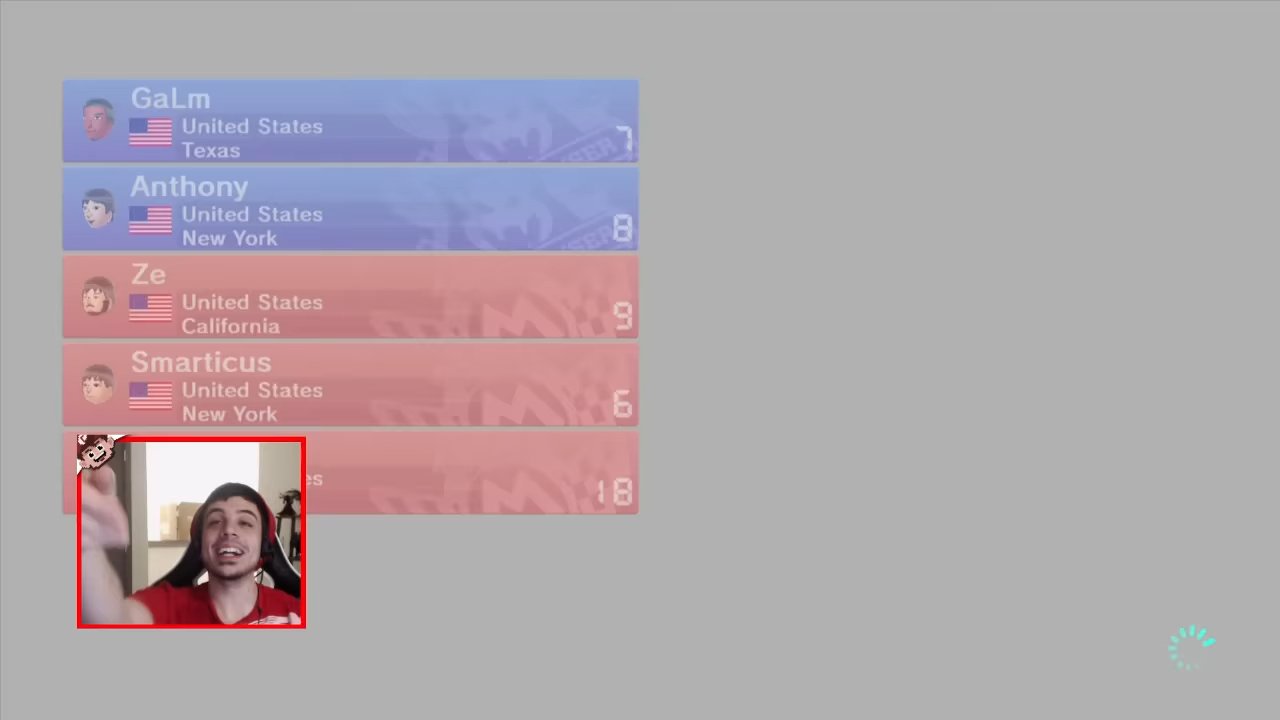 GaLm
United States
Texas
7
Anthony
United States
New York
8
Ze
United States
California
9
Smarticus
United States
New York
6
es
18